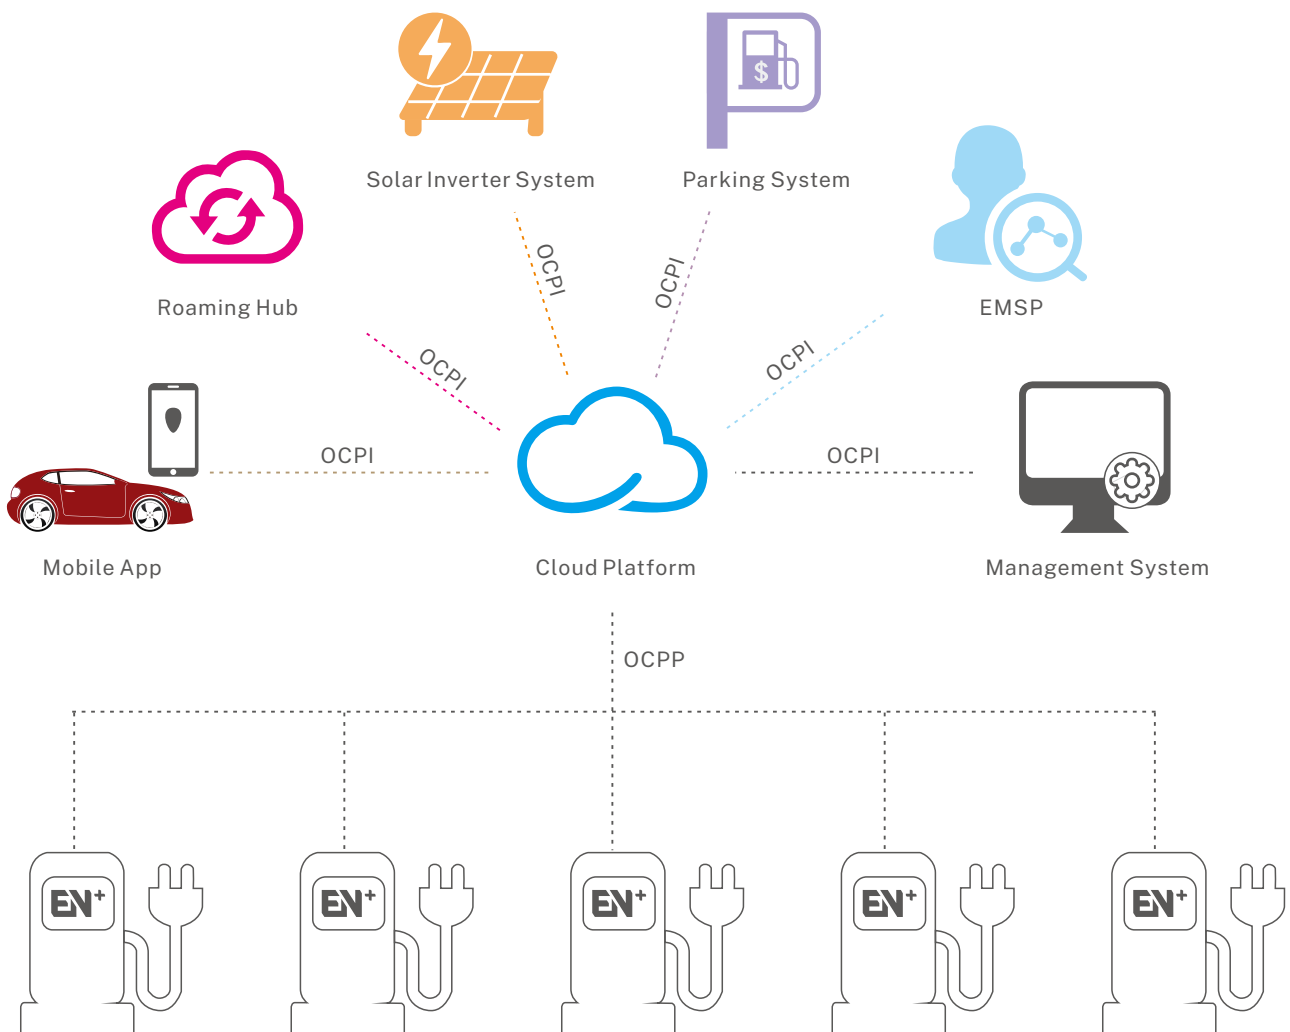 $
Solar Inverter System
Parking System
Roaming Hub
EMSP
OCPI
OCPI
OCPI
OCPI
OCPI
OCPI
Mobile App
Cloud Platform
Management System
OCPP
EN+
EN+
EN+
EN+
EN+